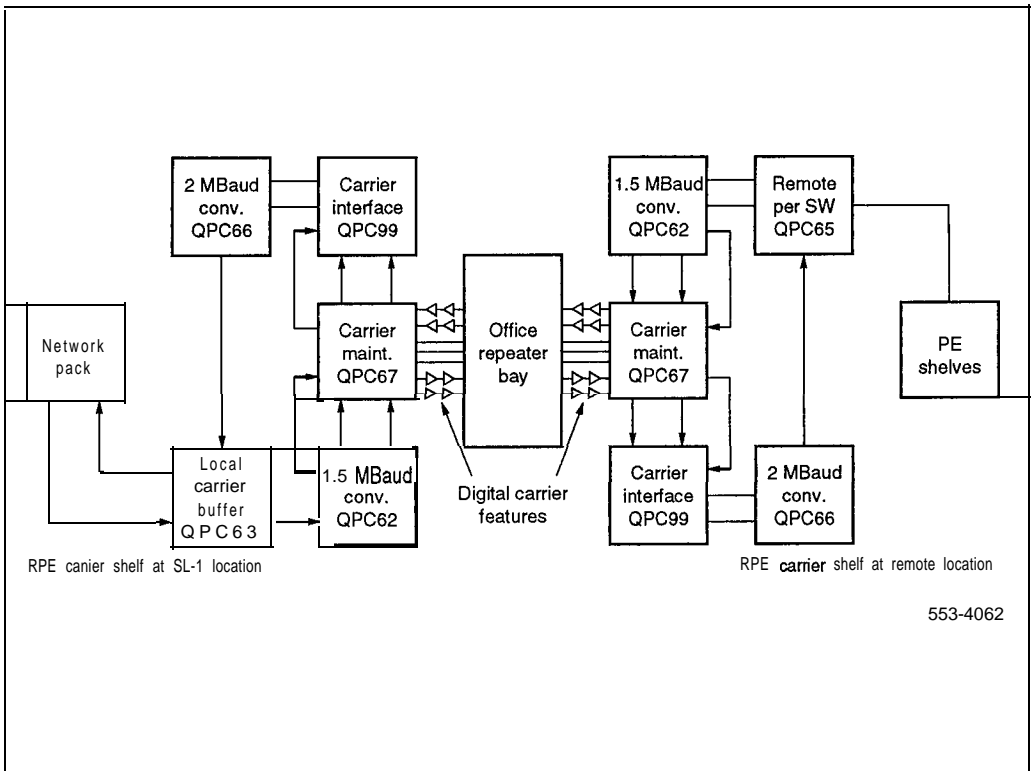 2 MBaud
conv.
QPC66
Carrier
interface
QPC99
1.5 MBaud
conv.
QPC62
Remote
per SW
QPC65
Network
pack
Carrier
maint.
QPC67
Office
repeater
bay
Carrier
maint.
QPC67
PE
shelves
Local
carrier
buffer
QPC63
1.5 MBaud
conv.
QPC62
Digital carrier
features
Carrier
interface
QPC99
2 MBaud
conv.
QPC66
RPE canier shelf at SL-1 location
RPE carrier shelf at remote location
553-4062